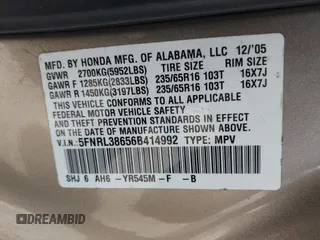 MFD. BY HONDA MFG. OF ALABAMA, LLC 12/'05
GVWR 2700KG(5952LBS) TIRE SIZE RIM SIZE
GAWR F 1285KG(2833LBS) 235/65R16 103T 16X7J
GAWR R 1450KG(3197LBS) 235/65R16 103T 16X7J
THIS VEHICLE CONFORMS TO ALL APPLICABLE FEDERAL MOTOR
VEHICLE SAFETY AND THEFT PREVENTION STANDARDS IN
EFFECT ON THE DATE OF MANUFACTURE SHOWN ABOVE.
V.I.N.:5FNRL38656B414992 TYPE: MPV
SHJ 6 AH6 -YR545M-F -B
DREAMBID